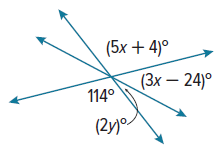 (5x + 4)°
(3x − 24)°
114°
(2y)°